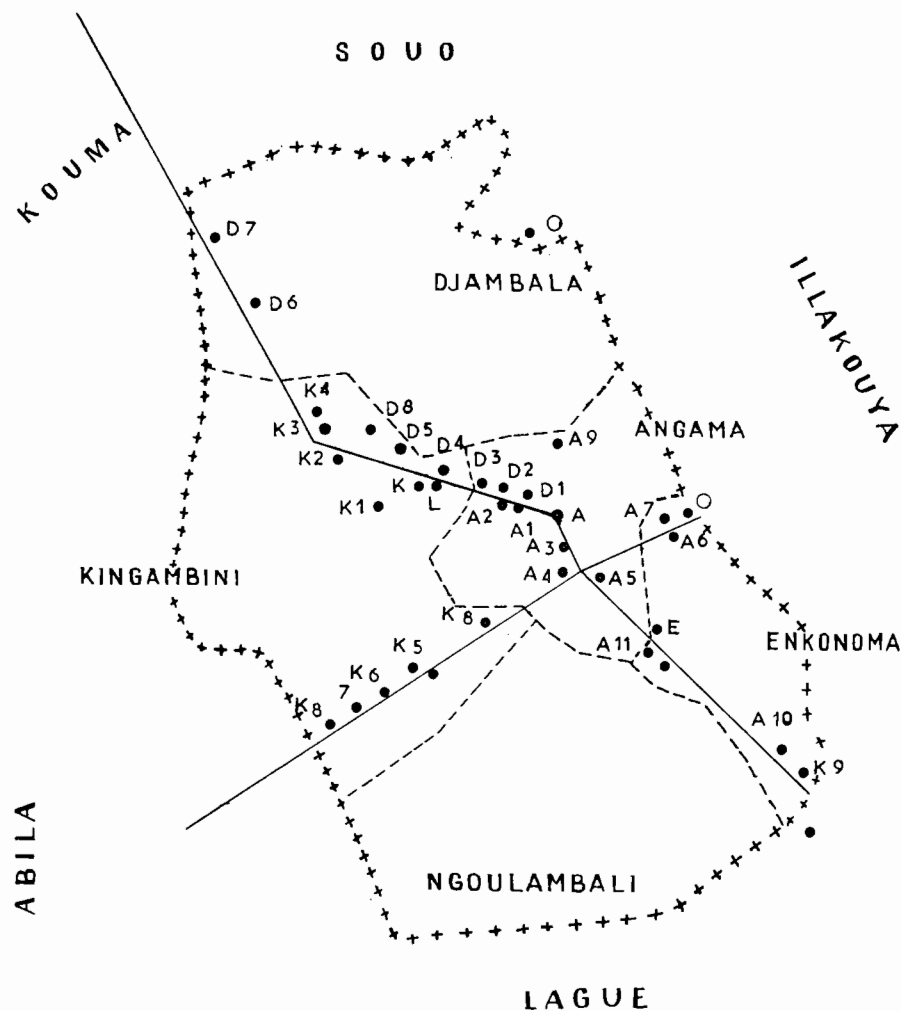 SOUO
KOUMA
D7
DJAMBALA
ILLAKOUYA
D6
K4
D8
K3
D5
ANGAMA
A9
K2
D4
D3
D2
K
L
D1
K1
A2
A1
A
A7
A3
A6
KINGAMBINI
A4
A5
K8
E
ENKONOMA
A11
K5
K6
7
K8
A10
K9
ABILA
NGOULAMBALI
LAGUE